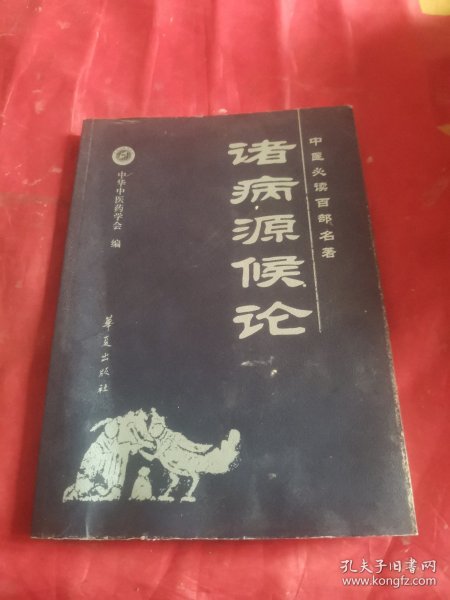 中医必读百部名著
诸病源候论
中华中医药学会 编
华夏出版社
孔夫子旧书网
www.kongfz.com